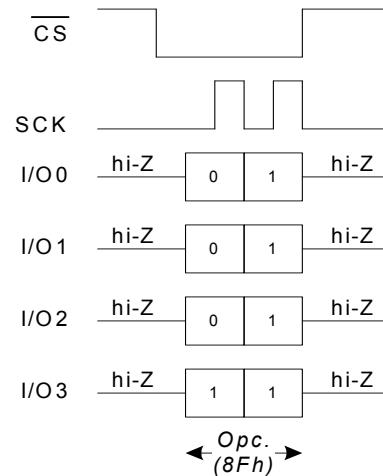 CS
SCK
I/O0 hi-Z 0 1 hi-Z
I/O1 hi-Z 0 1 hi-Z
I/O2 hi-Z 0 1 hi-Z
I/O3 hi-Z 1 1 hi-Z
Opc.
(8Fh)